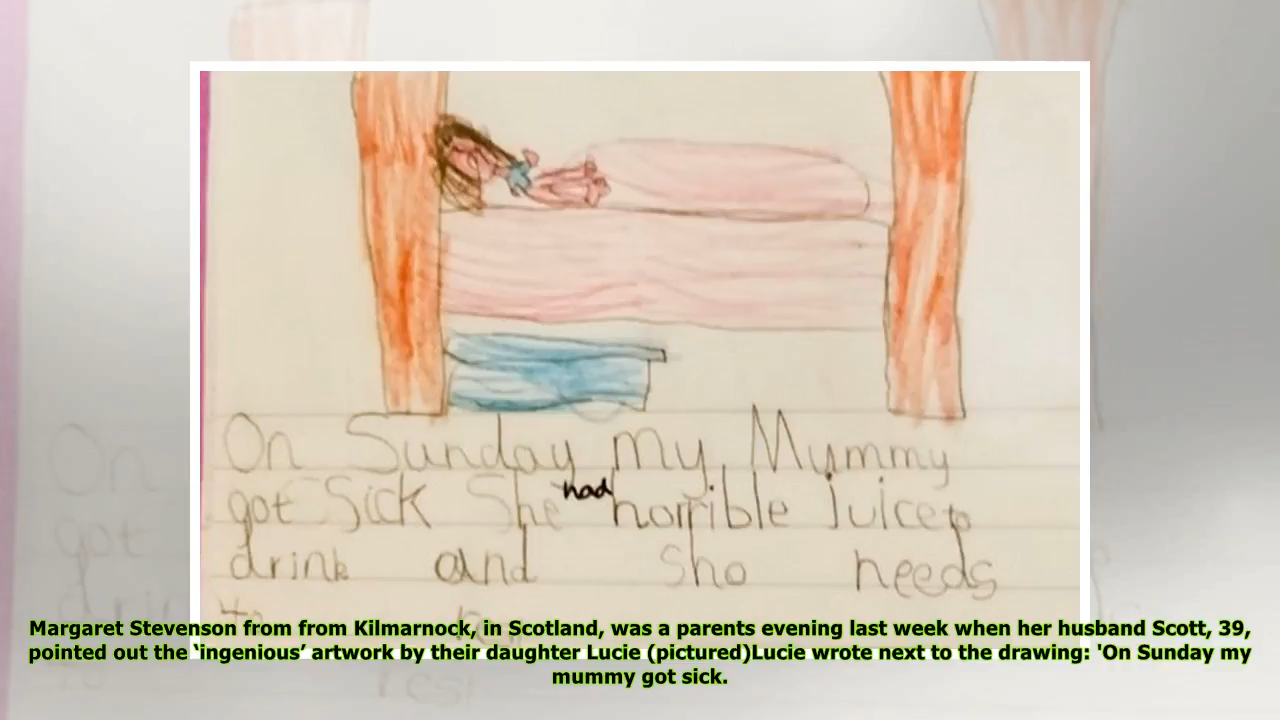 On Sunday my Mummy
got Sick She had horrible Juice to
drink and sho needs
to
Margaret Stevenson from from Kilmarnock, in Scotland, was a parents evening last week when her husband Scott, 39,
pointed out the ‘ingenious’ artwork by their daughter Lucie (pictured)Lucie wrote next to the drawing: 'On Sunday my
mummy got sick.